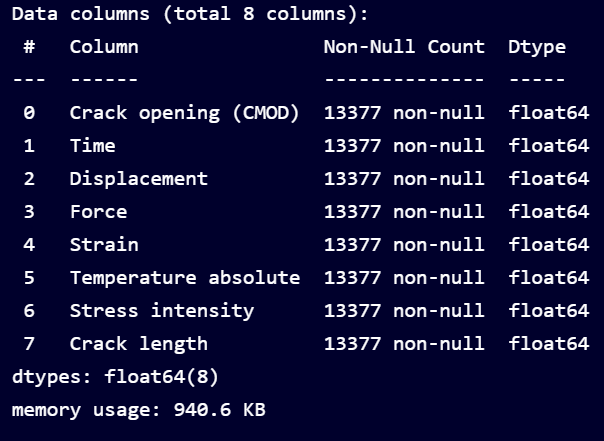 Data columns (total 8 columns):
 #   Column                Non-Null Count  Dtype
---  ------                --------------  -----
 0   Crack opening (CMOD)  13377 non-null  float64
 1   Time                  13377 non-null  float64
 2   Displacement          13377 non-null  float64
 3   Force                 13377 non-null  float64
 4   Strain                13377 non-null  float64
 5   Temperature absolute  13377 non-null  float64
 6   Stress intensity      13377 non-null  float64
 7   Crack length          13377 non-null  float64
dtypes: float64(8)
memory usage: 940.6 KB